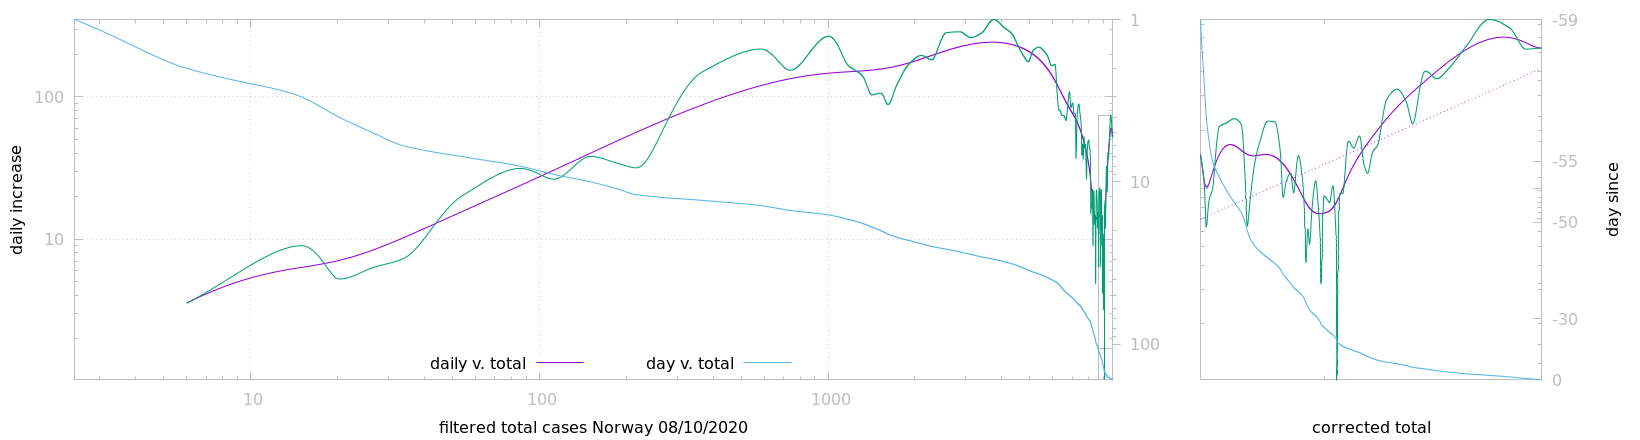 1
-59
100
daily increase
10
10
100
-55
-50
-30
0
day since
daily v. total
day v. total
10
100
1000
filtered total cases Norway 08/10/2020
corrected total